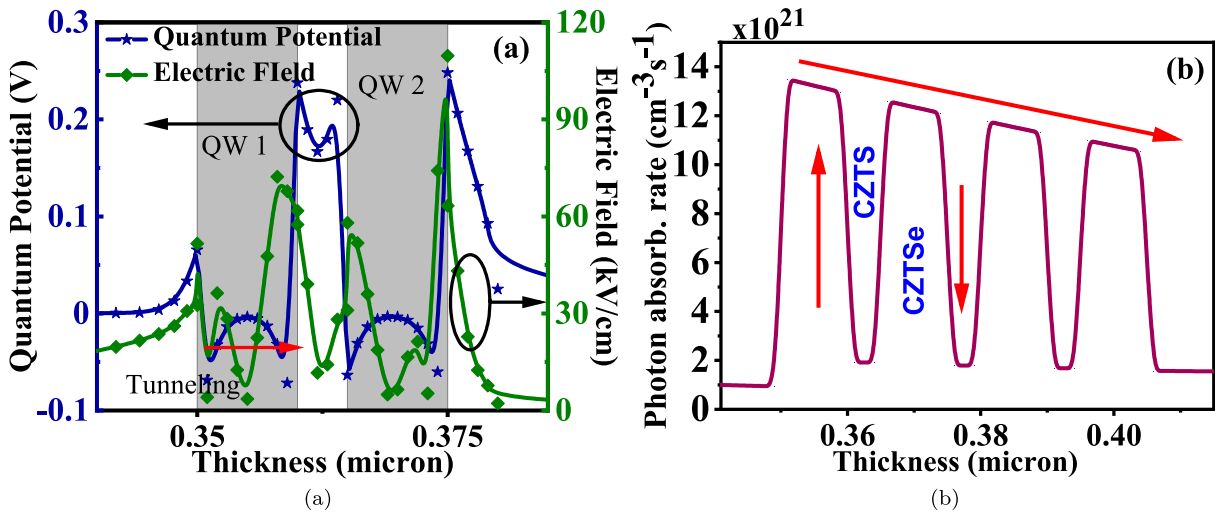 Quantum Potential (V)
0.3
0.2
0.1
0
-0.1
Quantum Potential
Electric FIeld
(a)
QW 1
QW 2
Tunneling
0.35
0.375
Thickness (micron)
120
90
60
30
0
Electric Field (kV/cm)
(a)
x10²¹
Photon absorb. rate (cm⁻³s⁻¹)
14
12
10
8
6
4
2
0
(b)
CZTS
CZTSe
0.36
0.38
0.40
Thickness (micron)
(b)